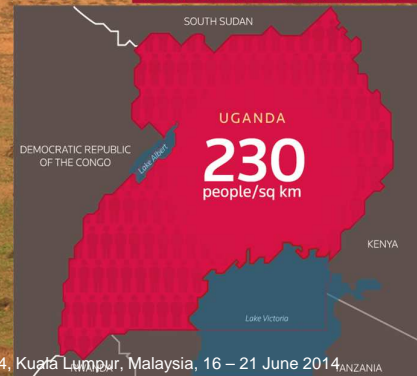 SOUTH SUDAN
UGANDA
230
people/sq km
DEMOCRATIC REPUBLIC
OF THE CONGO
Lake Albert
KENYA
Lake Victoria
RWANDA
TANZANIA
4, Kuala Lumpur, Malaysia, 16 – 21 June 2014